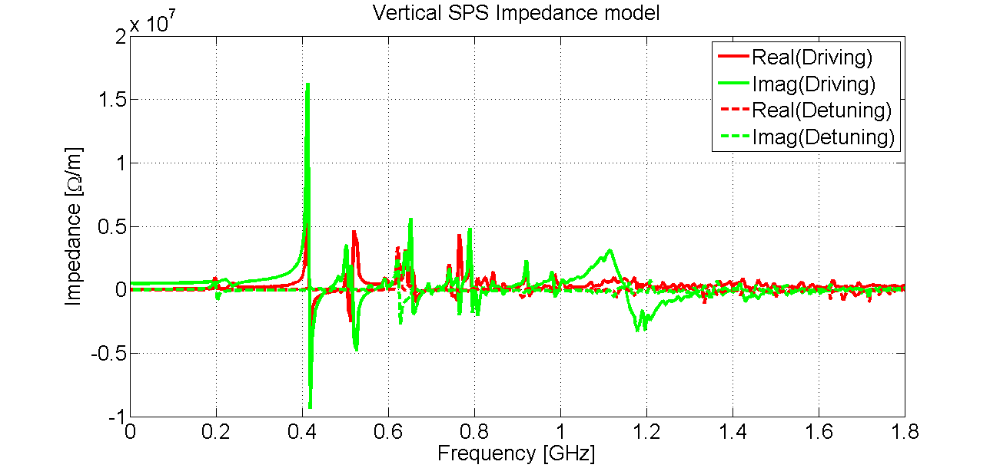 Vertical SPS Impedance model
x 10⁷
2
1.5
1
0.5
0
-0.5
-1
Impedance [Ω/m]
Real(Driving)
Imag(Driving)
Real(Detuning)
Imag(Detuning)
0 0.2 0.4 0.6 0.8 1 1.2 1.4 1.6 1.8
Frequency [GHz]